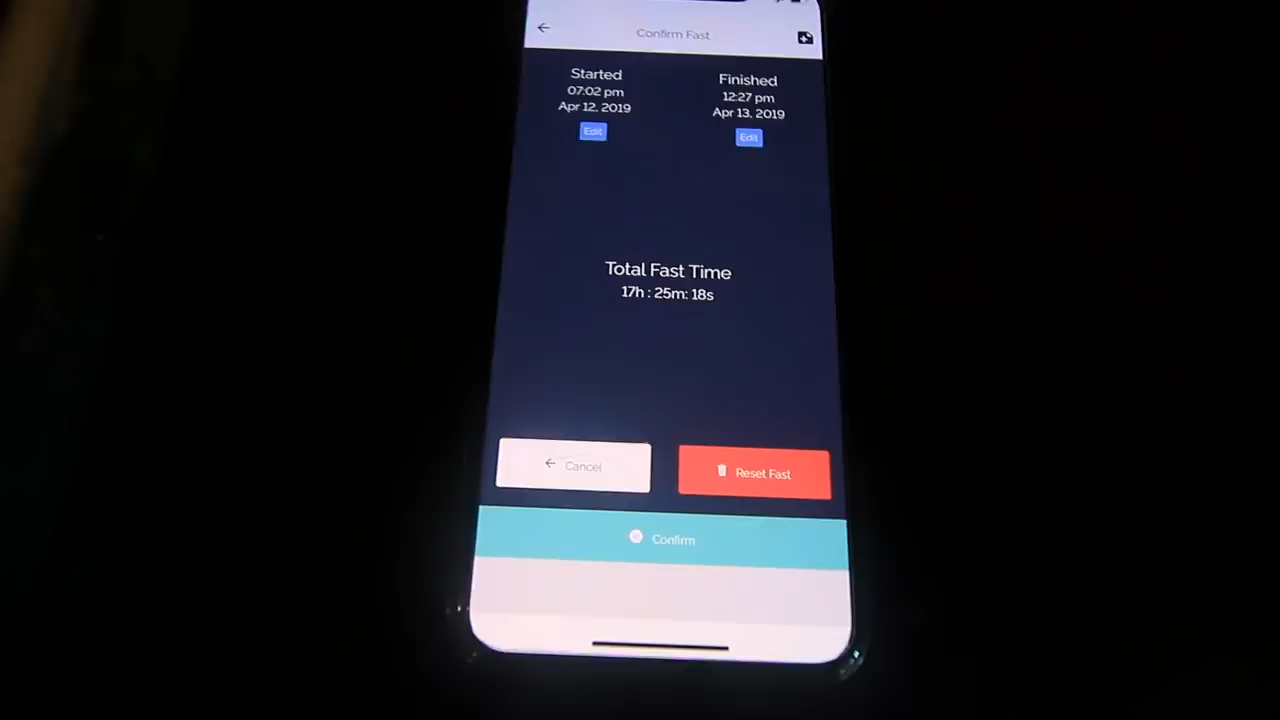 Confirm Fast
Started
07:02 pm
Apr 12, 2019
Edit
Finished
12:27 pm
Apr 13, 2019
Edit
Total Fast Time
17h : 25m: 18s
Cancel
Reset Fast
Confirm